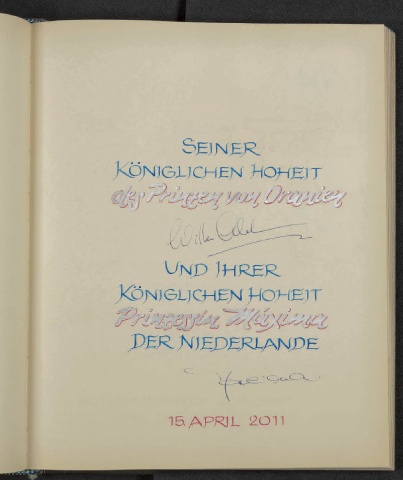 SEINER
KÖNIGLICHEN HOHEIT
des Prinzen von Oranien
UND IHRER
KÖNIGLICHEN HOHEIT
Prinzessin Máxima
DER NIEDERLANDE
15. APRIL 2011